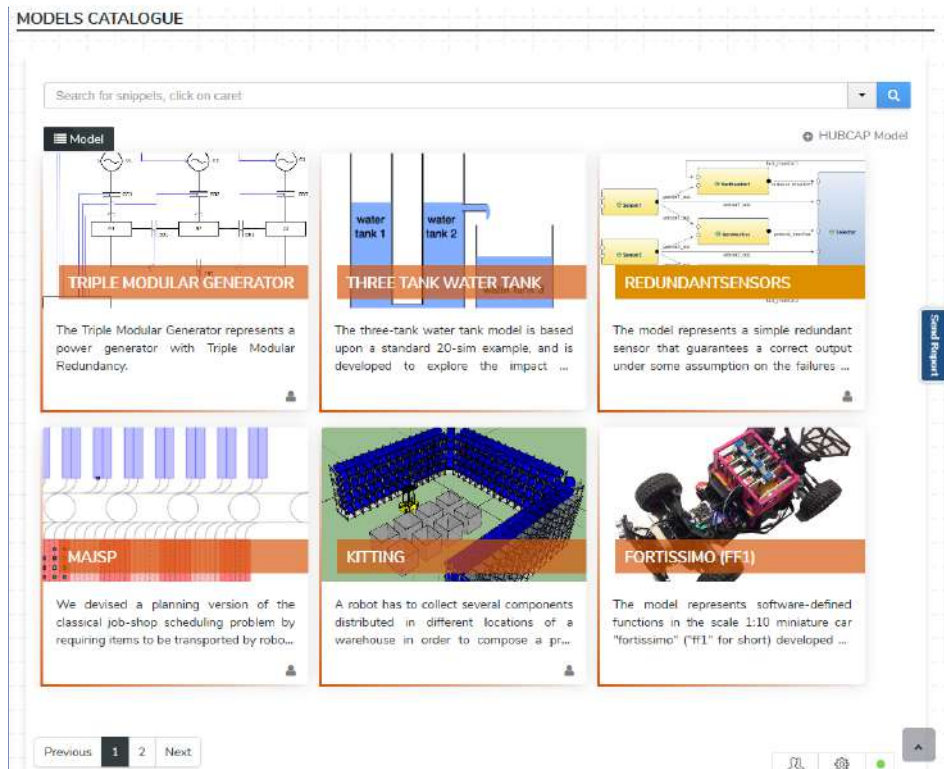 MODELS CATALOGUE
Search for snippets, click on caret
Model
HUBCAP Model
TRIPLE MODULAR GENERATOR
The Triple Modular Generator represents a
power generator with Triple Modular
Redundancy.
water
tank 1
water
tank 2
THREE TANK WATER TANK
The three-tank water tank model is based
upon a standard 20-sim example, and is
developed to explore the impact ...
Selector
REDUNDANTSENSORS
The model represents a simple redundant
sensor that guarantees a correct output
under some assumption on the failures ...
Send Report
MAJSP
We devised a planning version of the
classical job-shop scheduling problem by
requiring items to be transported by robo...
KITTING
A robot has to collect several components
distributed in different locations of a
warehouse in order to compose a pr...
FORTISSIMO (FF1)
The model represents software-defined
functions in the scale 1:10 miniature car
"fortissimo" ("ff1" for short) developed ...
Previous 1 2 Next